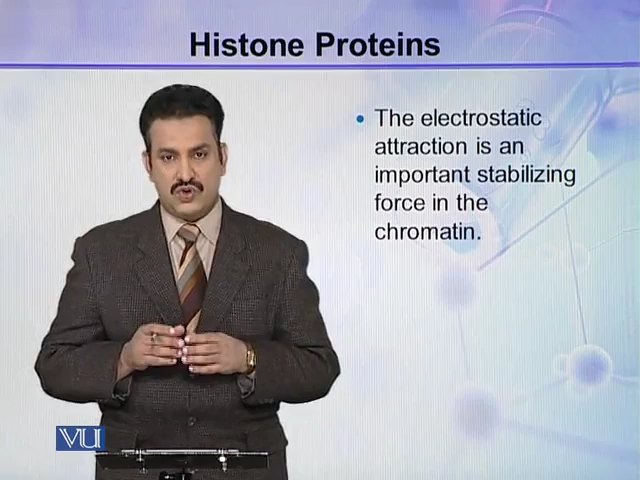 Histone Proteins
• The electrostatic
attraction is an
important stabilizing
force in the
chromatin.
VU